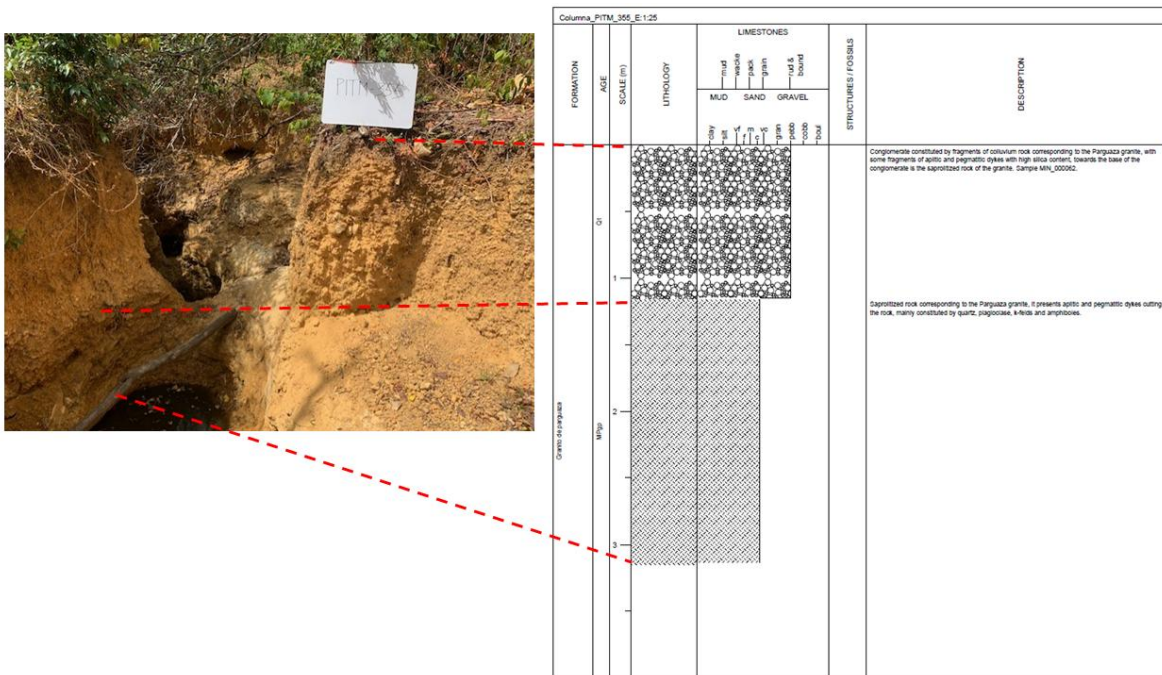 Columna_PITM_355_E:1:25
LIMESTONES
FORMATION
AGE
SCALE (m)
LITHOLOGY
mud
wacke
pack
grain
rud &
bound
MUD SAND GRAVEL
clay
silt
vf
f
m
c
vc
gran
pebb
cobb
boul
STRUCTURES / FOSSILS
DESCRIPTION
PITM
Conglomerate constituted by fragments of colluvium rock corresponding to the Parguaza granite, with
some fragments of aplitic and pegmatitic dykes with high silica content, towards the base of the
conglomerate is the saprolitized rock of the granite. Sample MIN_000062.
1
Saprolitized rock corresponding to the Parguaza granite, it presents aplitic and pegmatitic dykes cutting
the rock, mainly constituted by quartz, plagioclase, k-felds and amphiboles.
2
Granito de parguaza
MPgp
3